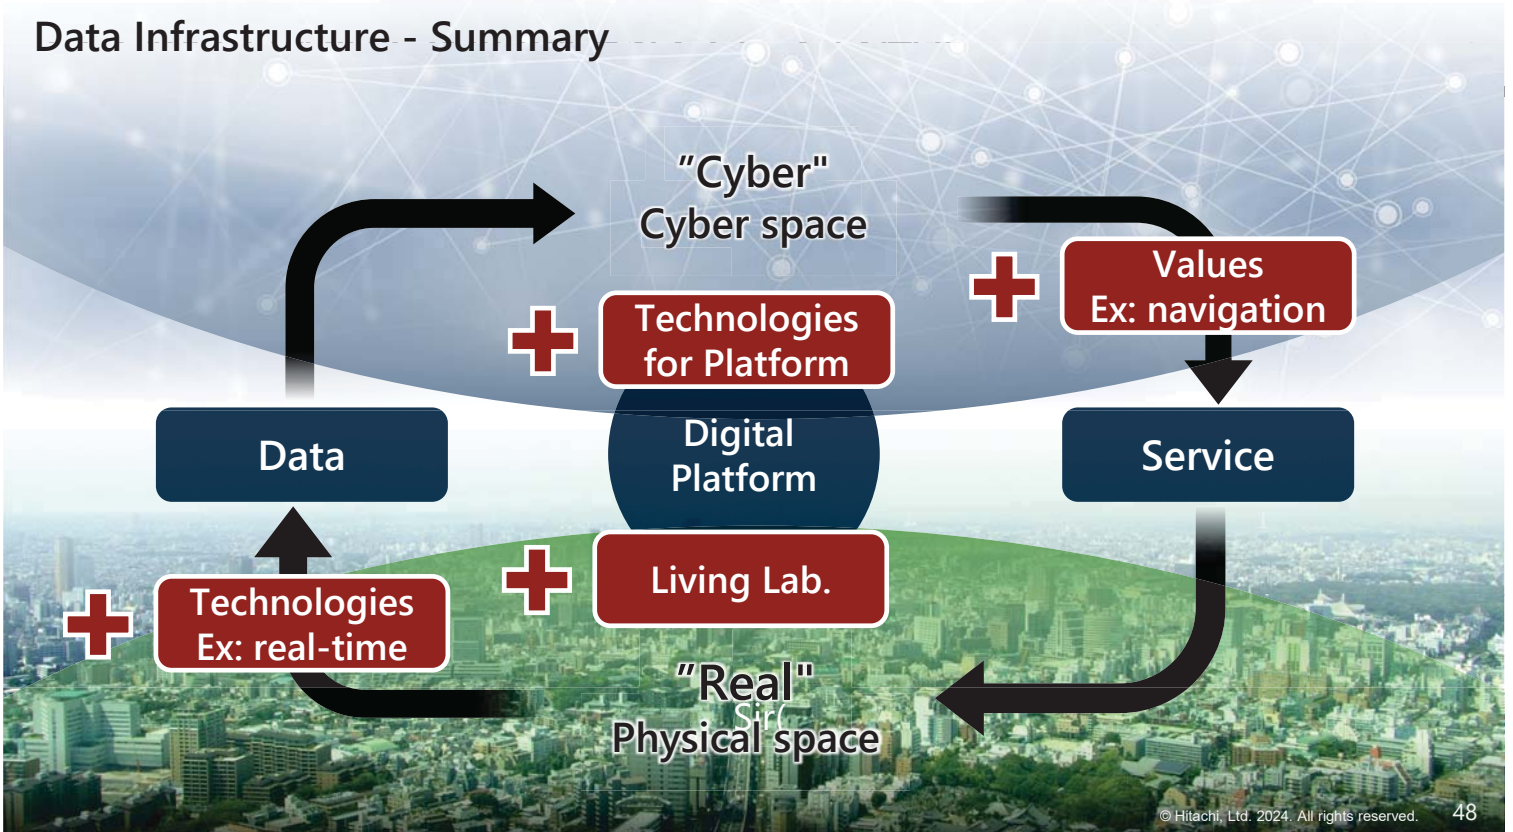 Data Infrastructure - Summary
”Cyber"
Cyber space
Values
Ex: navigation
Technologies
for Platform
Data
Digital
Platform
Service
Technologies
Ex: real-time
Living Lab.
”Real"
Physical space
© Hitachi, Ltd. 2024. All rights reserved.
48